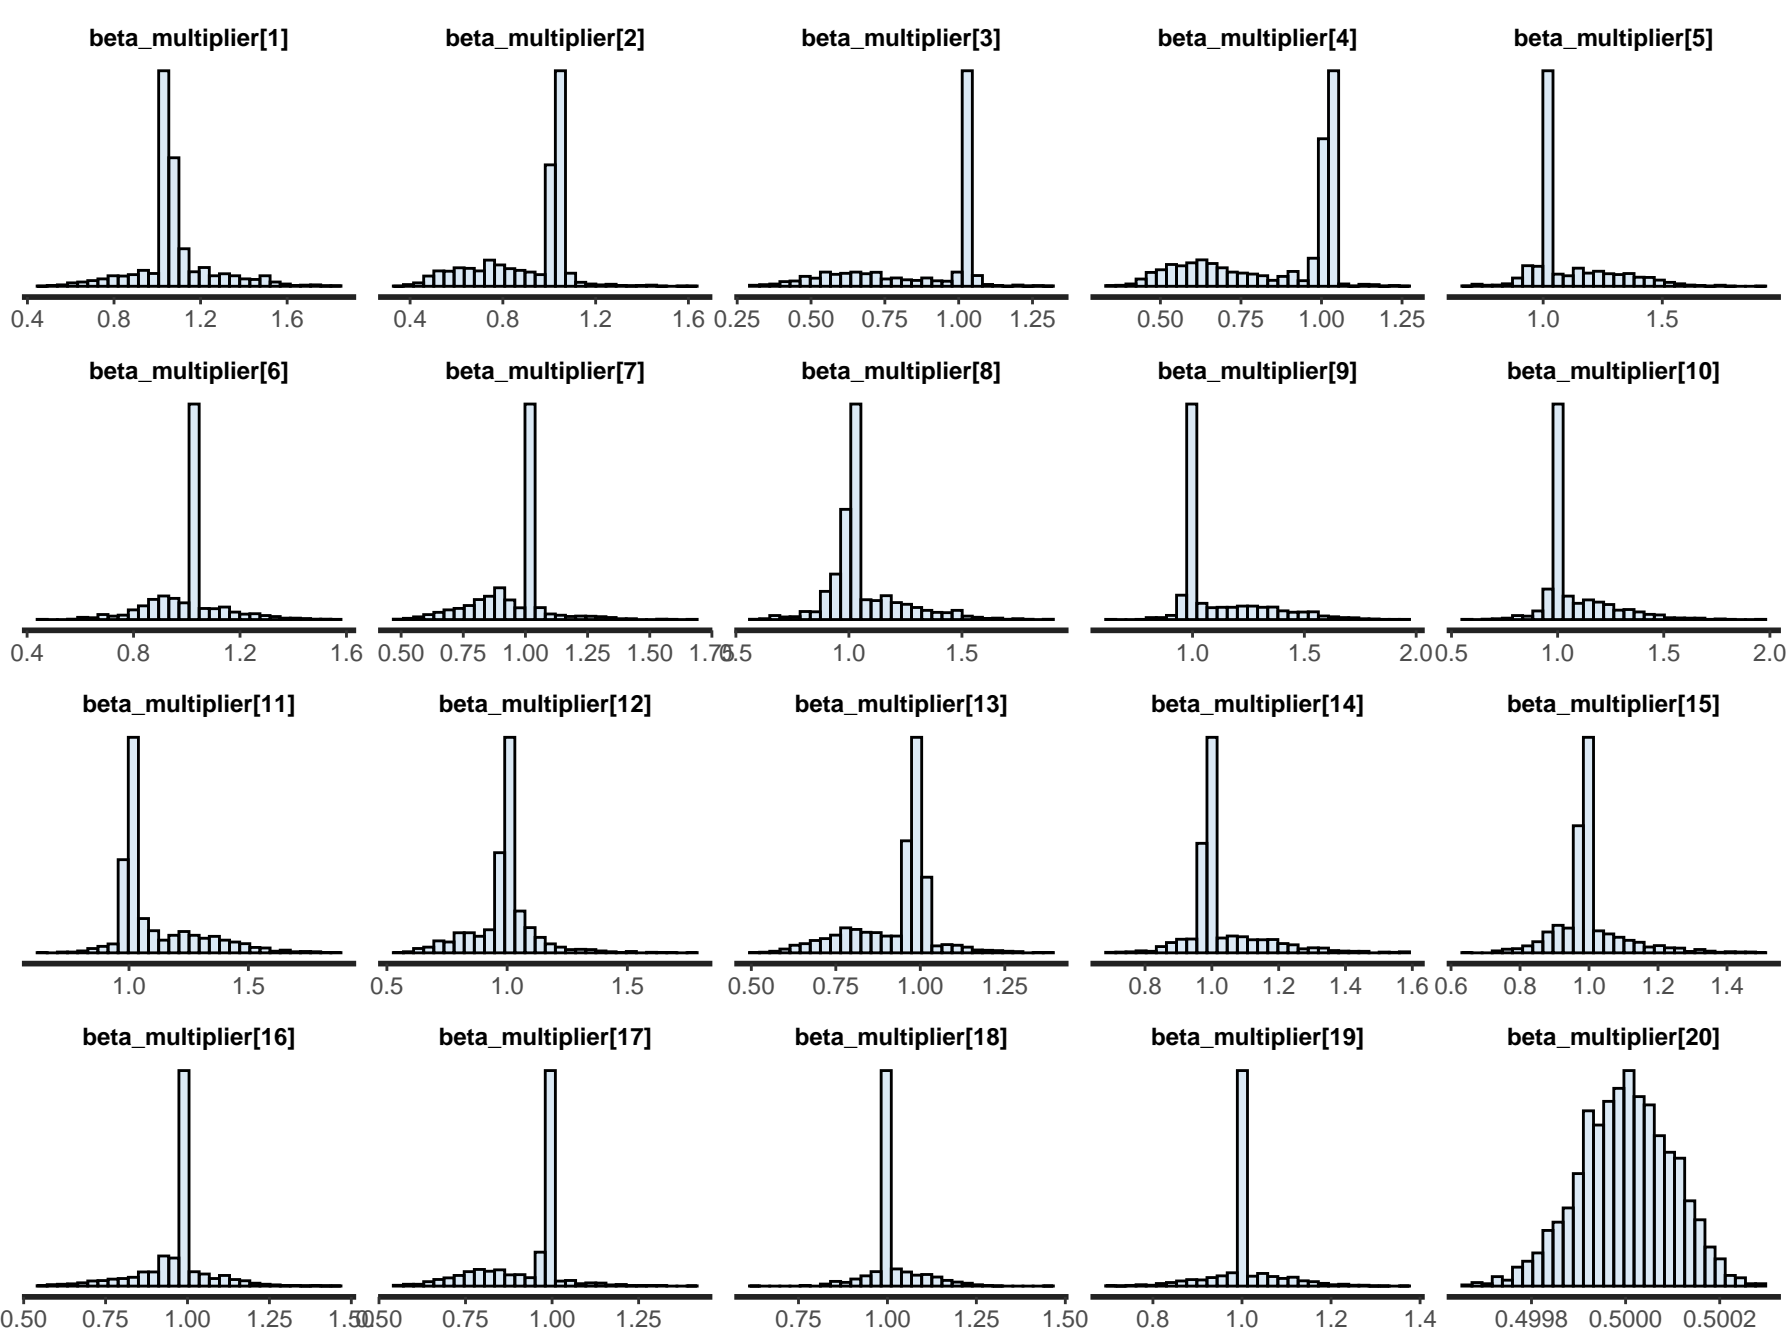 beta_multiplier[1] beta_multiplier[2] beta_multiplier[3] beta_multiplier[4] beta_multiplier[5]
0.4 0.8 1.2 1.6 0.4 0.8 1.2 1.6 0.25 0.50 0.75 1.00 1.25 0.50 0.75 1.00 1.25 1.0 1.5
beta_multiplier[6] beta_multiplier[7] beta_multiplier[8] beta_multiplier[9] beta_multiplier[10]
0.4 0.8 1.2 1.6 0.50 0.75 1.00 1.25 1.50 1.75 0.5 1.0 1.5 1.0 1.5 2.0 0.5 1.0 1.5 2.0
beta_multiplier[11] beta_multiplier[12] beta_multiplier[13] beta_multiplier[14] beta_multiplier[15]
1.0 1.5 0.5 1.0 1.5 0.50 0.75 1.00 1.25 0.8 1.0 1.2 1.4 1.6 0.6 0.8 1.0 1.2 1.4
beta_multiplier[16] beta_multiplier[17] beta_multiplier[18] beta_multiplier[19] beta_multiplier[20]
0.50 0.75 1.00 1.25 1.50 0.50 0.75 1.00 1.25 0.75 1.00 1.25 1.50 0.8 1.0 1.2 1.4 0.4998 0.5000 0.5002